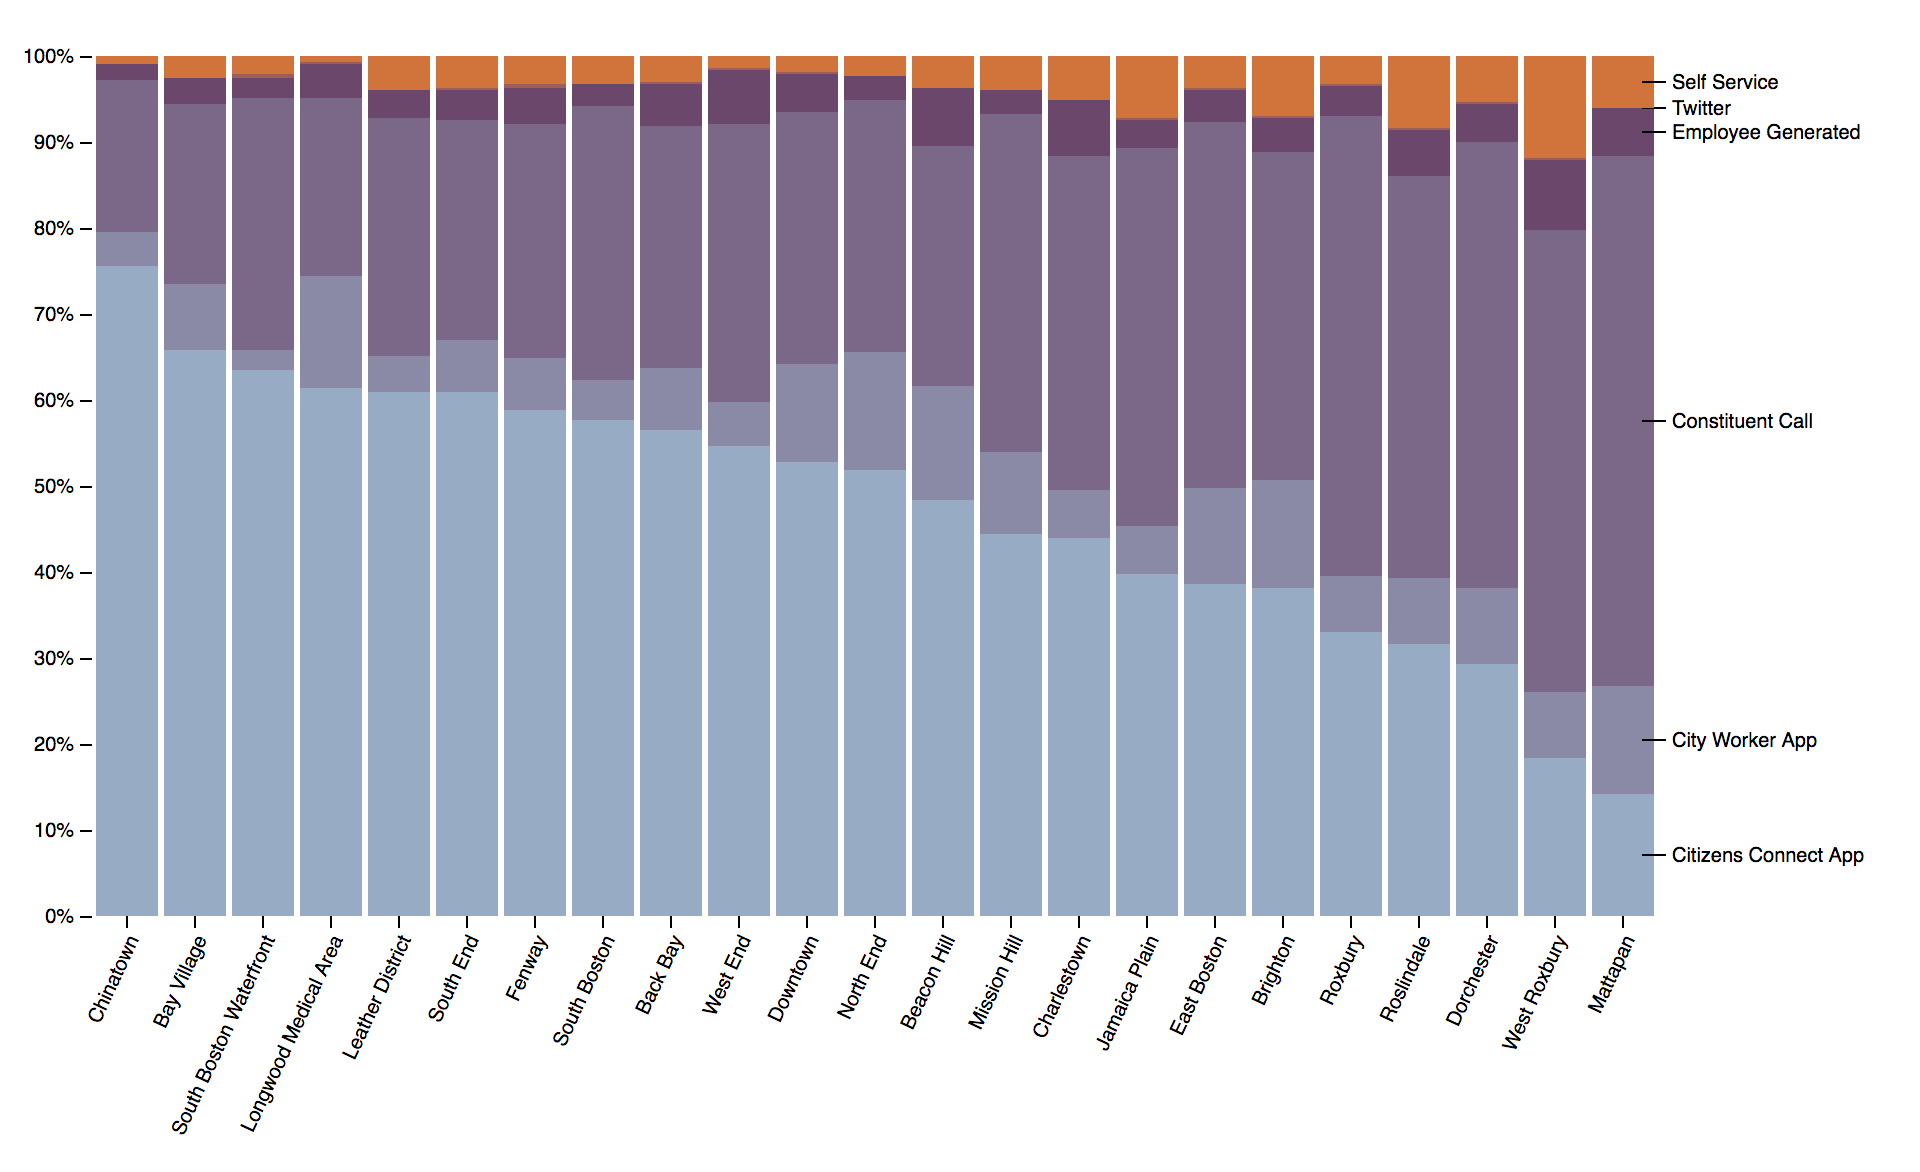 100%
90%
80%
70%
60%
50%
40%
30%
20%
10%
0%
Self Service
Twitter
Employee Generated
Constituent Call
City Worker App
Citizens Connect App
Chinatown
Bay Village
South Boston Waterfront
Longwood Medical Area
Leather District
South End
Fenway
South Boston
Back Bay
West End
Downtown
North End
Beacon Hill
Mission Hill
Charlestown
Jamaica Plain
East Boston
Brighton
Roxbury
Roslindale
Dorchester
West Roxbury
Mattapan